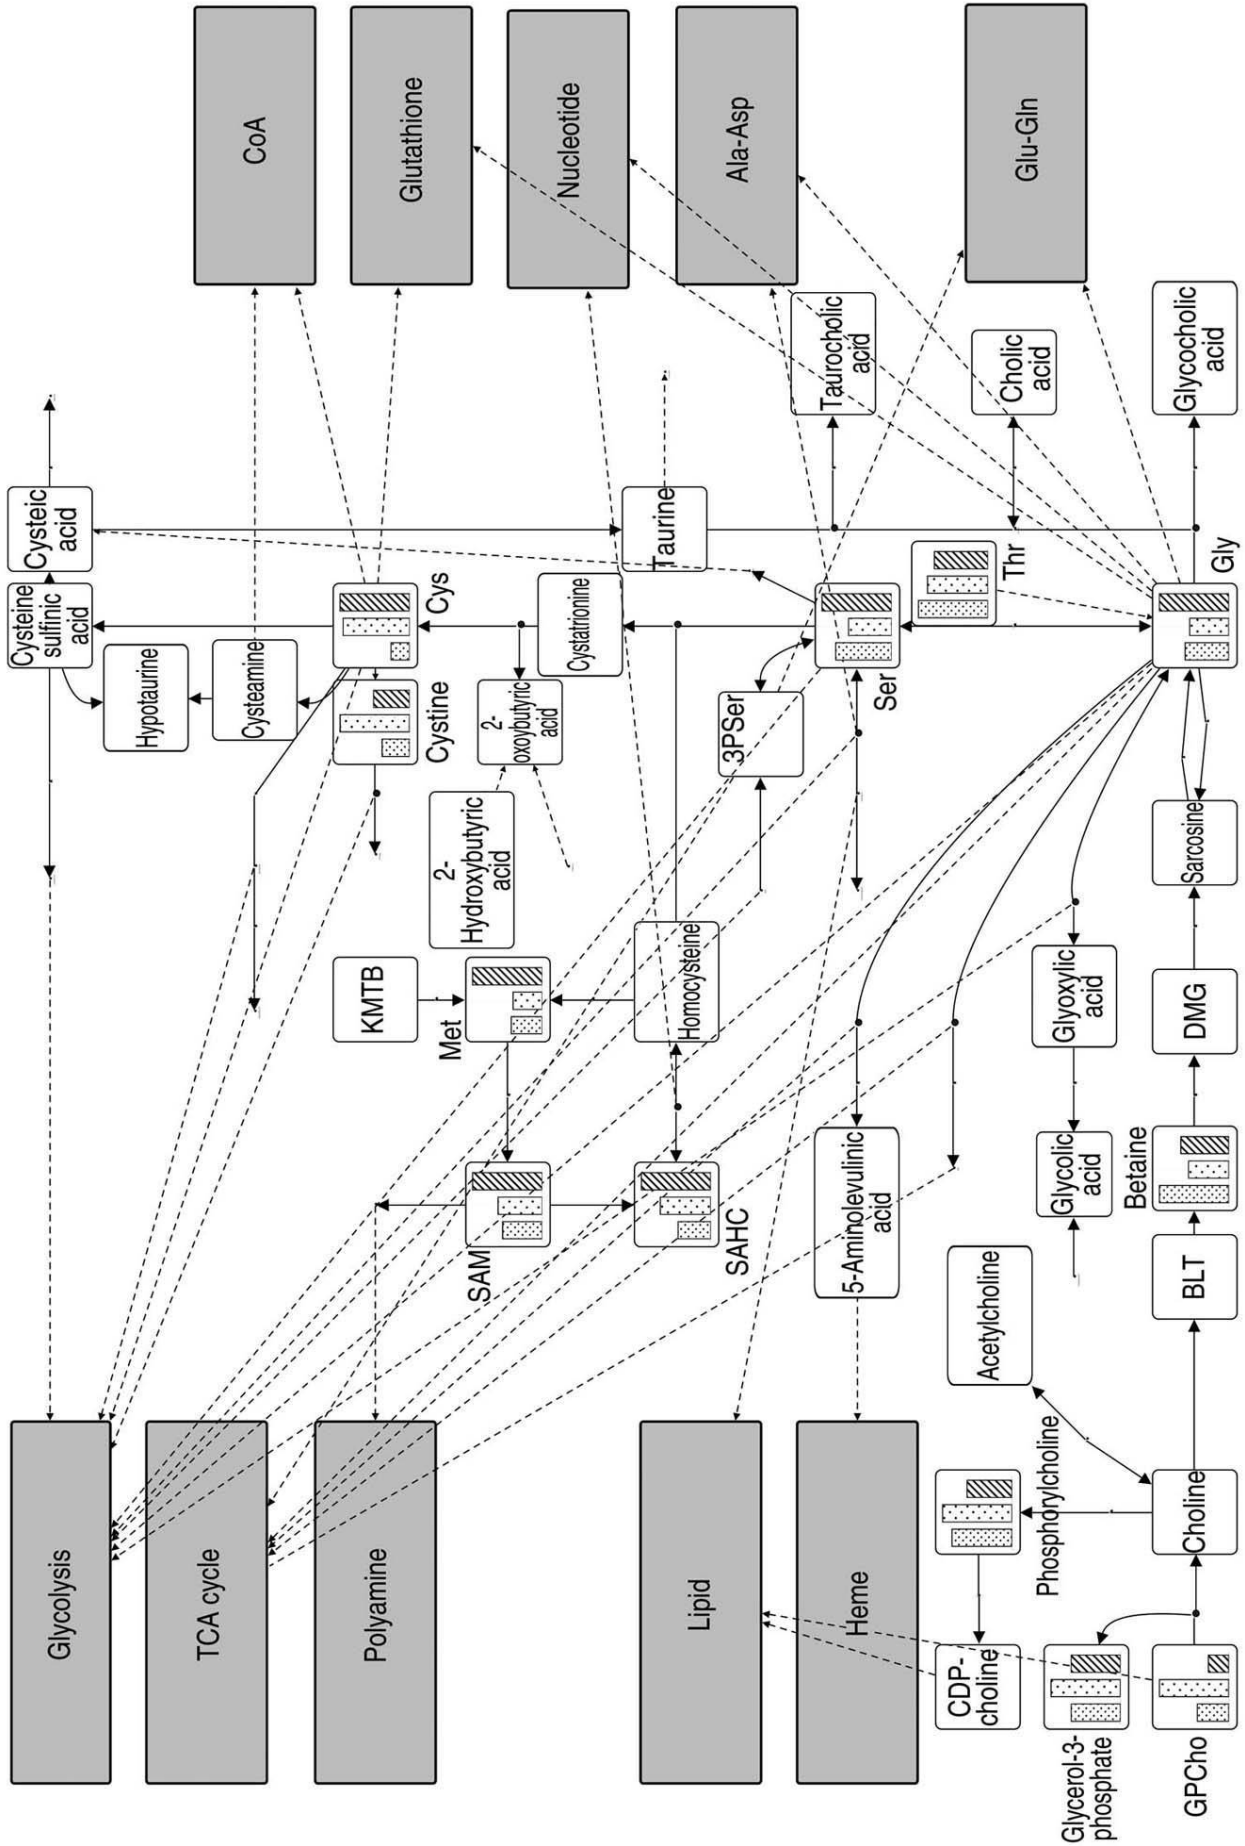 Glycolysis
TCA cycle
Polyamine
Lipid
Heme
CDP-
choline
Glycerol-3-
phosphate
GPCho
Phosphorylcholine
Choline
Acetylcholine
BLT
Betaine
DMG
Sarcosine
Gly
Glycolic
acid
Glyoxylic
acid
5-Aminolevulinic
acid
SAM
SAHC
Met
KMTB
Homocysteine
2-
Hydroxybutyric
acid
2-
oxoybutyric
acid
3PSer
Ser
Thr
Cystatrionine
Cystine
Cys
Cysteamine
Hypotaurine
Cysteine
sulfinic
acid
Cysteic
acid
Taurine
Taurocholic
acid
Cholic
acid
Glycocholic
acid
CoA
Glutathione
Nucleotide
Ala-Asp
Glu-Gln